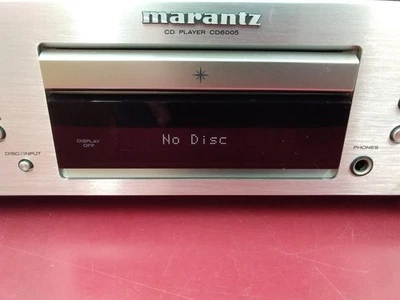 marantz
CD PLAYER CD6005
DISPLAY
OFF
No Disc
DISC/INPUT
PHONES